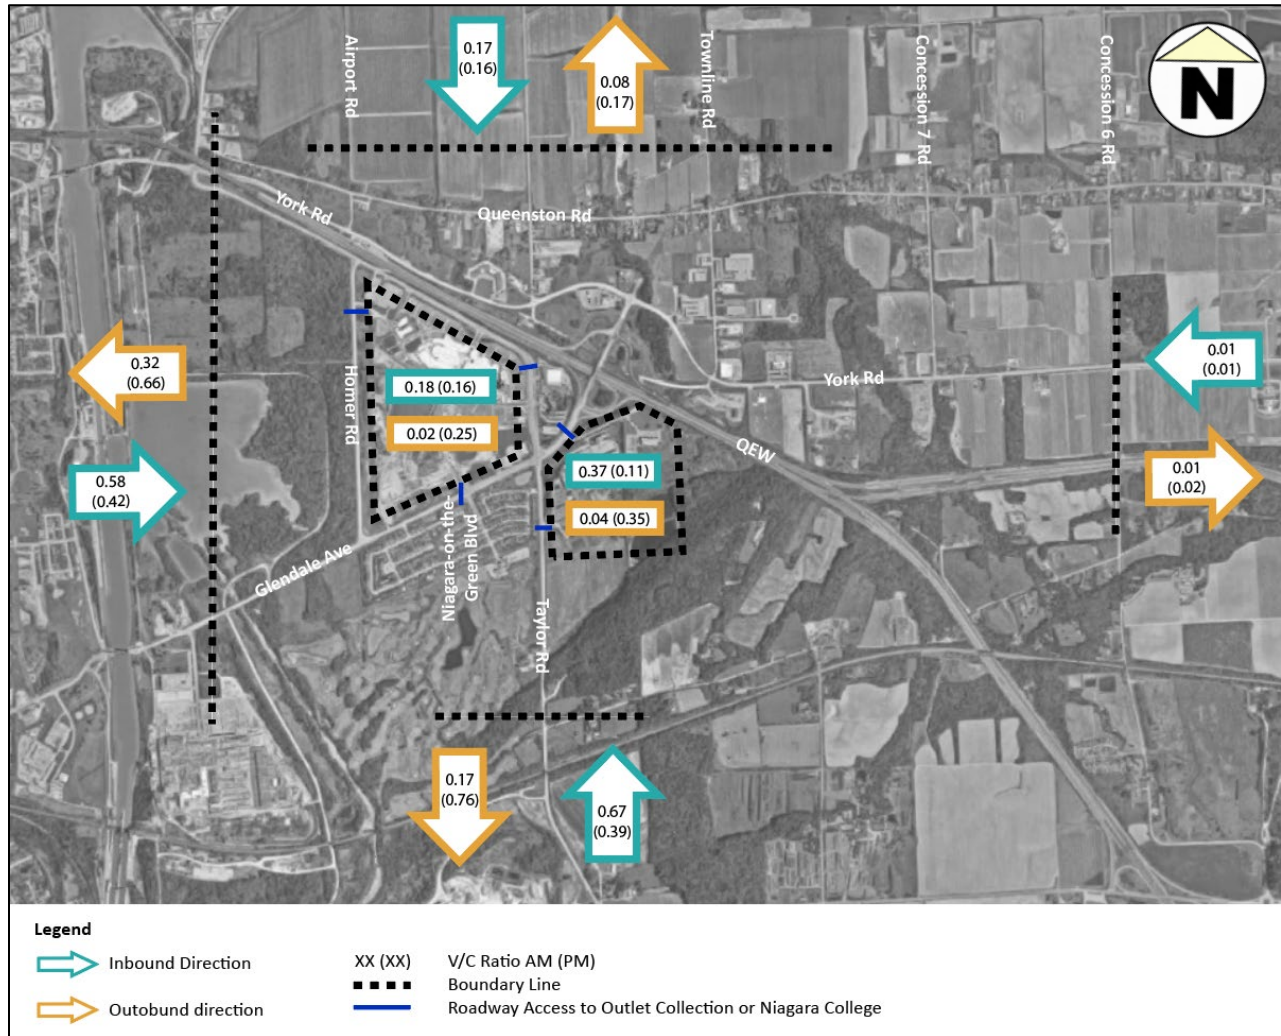 0.17
(0.16)
0.08
(0.17)
Airport Rd
Townline Rd
Concession 7 Rd
Concession 6 Rd
N
York Rd
Queenston Rd
0.32
(0.66)
0.58
(0.42)
Homer Rd
0.18 (0.16)
0.02 (0.25)
0.37 (0.11)
0.04 (0.35)
York Rd
QEW
0.01
(0.01)
0.01
(0.02)
Glendale Ave
Niagara-on-the
Green Blvd
Taylor Rd
0.17
(0.76)
0.67
(0.39)
Legend
Inbound Direction
Outobund direction
XX (XX) V/C Ratio AM (PM)
Boundary Line
Roadway Access to Outlet Collection or Niagara College